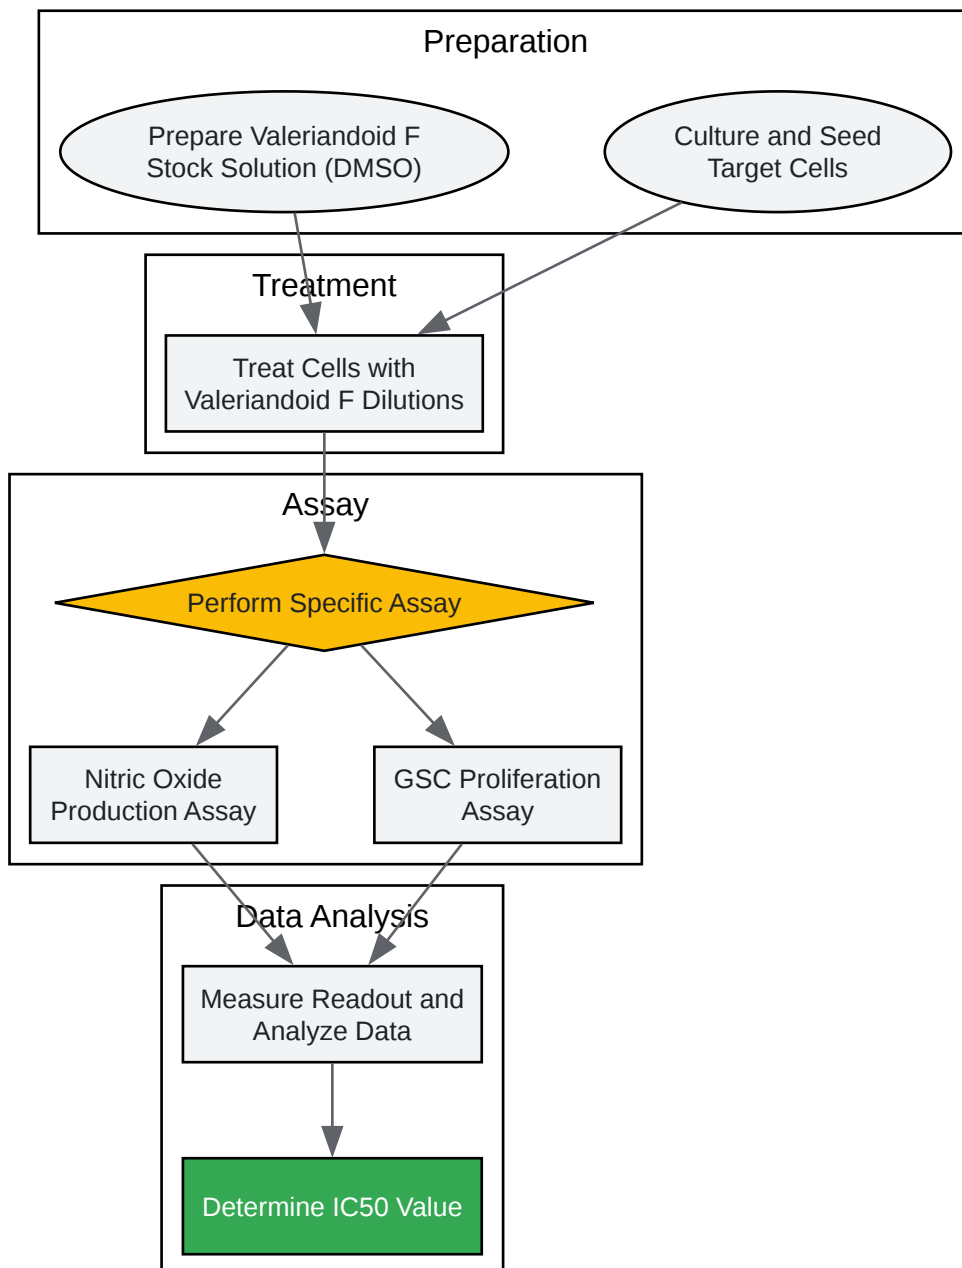 Preparation
Prepare Valeriandoid F
Stock Solution (DMSO)
Culture and Seed
Target Cells
Treatment
Treat Cells with
Valeriandoid F Dilutions
Assay
Perform Specific Assay
Nitric Oxide
Production Assay
GSC Proliferation
Assay
Data Analysis
Measure Readout and
Analyze Data
Determine IC50 Value